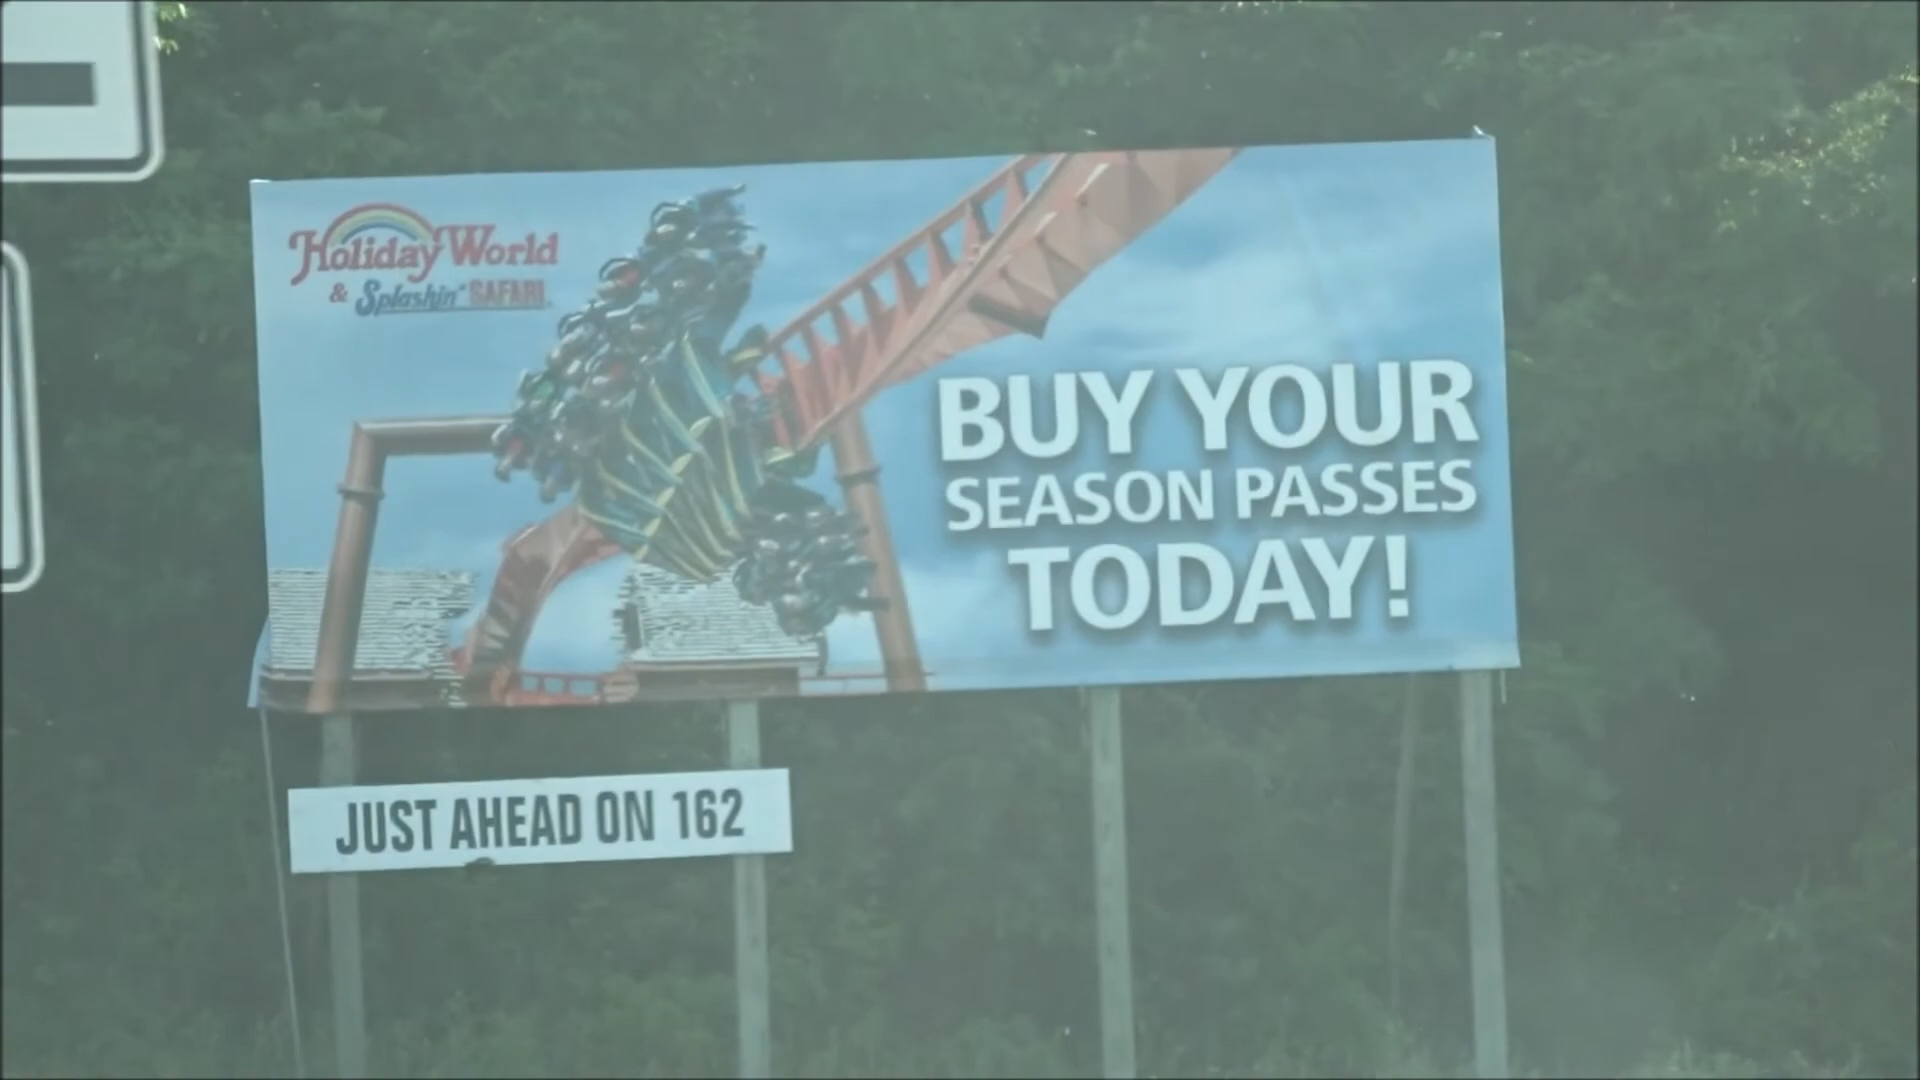 Holiday World
& Splashin' SAFARI
BUY YOUR
SEASON PASSES
TODAY!
JUST AHEAD ON 162